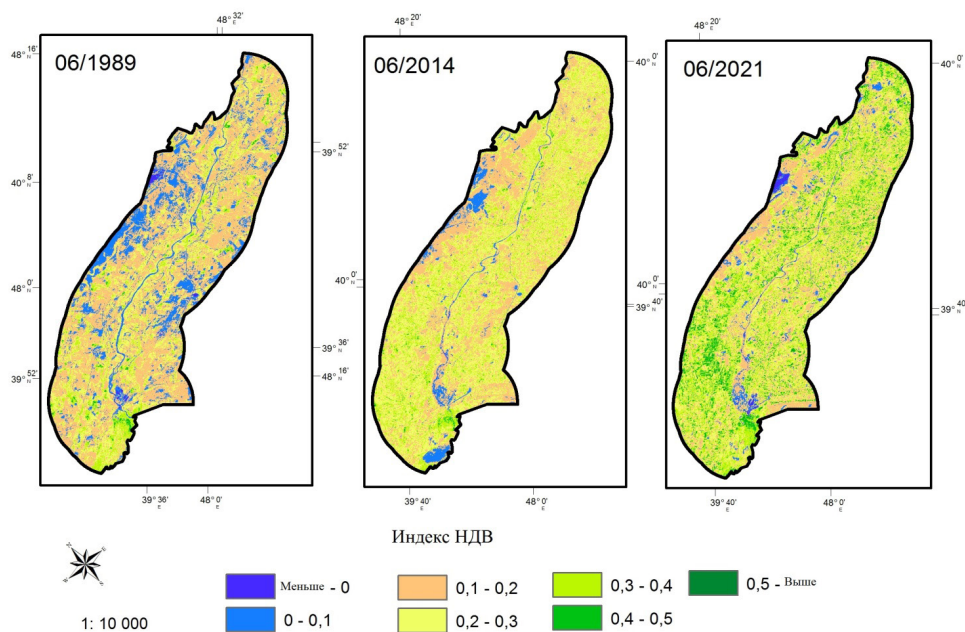 48° 32'
E
48° 20'
E
48° 20'
E
48° 16'
N
06/1989
06/2014
40° 0'
N
06/2021
40° 0'
N
39° 52'
E
40° 8'
N
48° 0'
N
40° 0'
N
40° 0'
N
39° 40'
E
39° 40'
E
39° 36'
E
48° 16'
E
39° 52'
N
39° 36'
E
48° 0'
E
39° 40'
E
48° 0'
E
39° 40'
E
48° 0'
E
Индекс НДВ
Меньше - 0
0,1 - 0,2
0,3 - 0,4
0,5 - Выше
0 - 0,1
0,2 - 0,3
0,4 - 0,5
1: 10 000